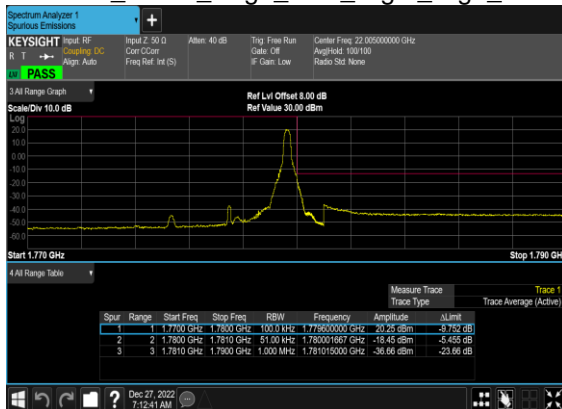 Spectrum Analyzer 1
Spurious Emissions
KEYSIGHT Input: RF
R T Coupling: DC
Align: Auto
Input Z: 50 Ω
Corr CCorr
Freq Ref: Int (S)
Atten: 40 dB
Trig: Free Run
Gate: Off
IF Gain: Low
Center Freq: 22.005000000 GHz
Avg|Hold: 100/100
Radio Std: None
PASS
3 All Range Graph
Scale/Div 10.0 dB
Ref Lvl Offset 8.00 dB
Ref Value 30.00 dBm
Log
20.0
10.0
0.00
-10.0
-20.0
-30.0
-40.0
-50.0
-60.0
Start 1.770 GHz
Stop 1.790 GH
4 All Range Table
Measure Trace Trace 1
Trace Type Trace Average (Active)
Spur Range Start Freq Stop Freq RBW Frequency Amplitude ΔLimit
1 1 1.7700 GHz 1.7800 GHz 100.0 kHz 1.779600000 GHz 20.25 dBm -9.752 dB
2 2 1.7800 GHz 1.7810 GHz 51.00 kHz 1.780001667 GHz -18.45 dBm -5.455 dB
3 3 1.7810 GHz 1.7900 GHz 1.000 MHz 1.781015000 GHz -36.66 dBm -23.66 dB
Dec 27, 2022
7:12:41 AM